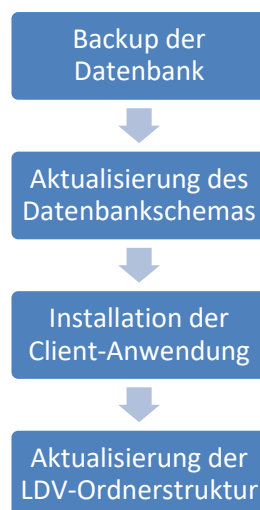 Backup der
Datenbank
Aktualisierung des
Datenbankschemas
Installation der
Client-Anwendung
Aktualisierung der
LDV-Ordnerstruktur